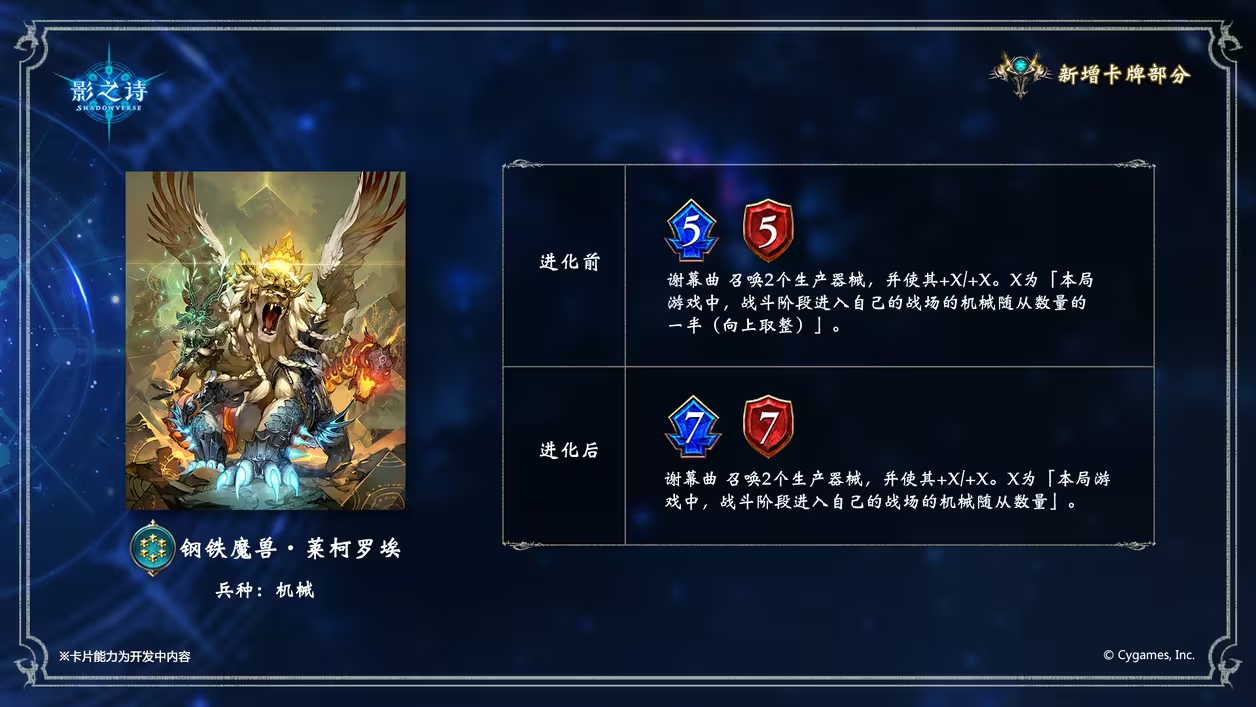 影之诗
SHADOWVERSE
新增卡牌部分
进化前
5 5
谢幕曲 召唤2个生产器械，并使其+X/+X。X为「本局
游戏中，战斗阶段进入自己的战场的机械随从数量的
一半（向上取整）」。
进化后
7 7
谢幕曲 召唤2个生产器械，并使其+X/+X。X为「本局游
戏中，战斗阶段进入自己的战场的机械随从数量」。
钢铁魔兽·莱柯罗埃
兵种：机械
※卡片能力为开发中内容
© Cygames, Inc.